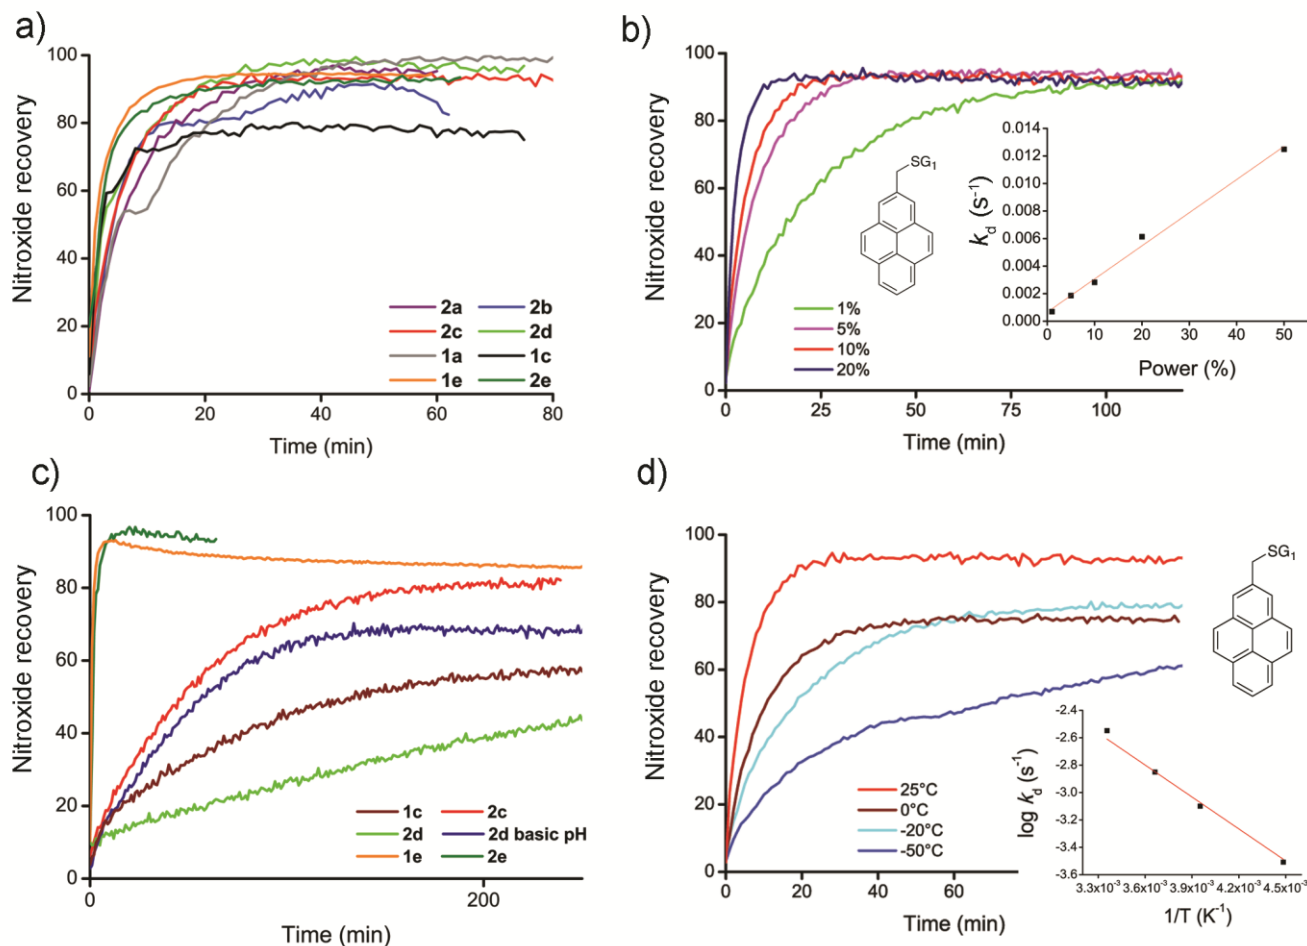 a)
100
80
60
40
20
0
Nitroxide recovery
2a 2b
2c 2d
1a 1c
1e 2e
0 20 40 60 80
Time (min)
b)
100
80
60
40
20
0
Nitroxide recovery
SG1
1%
5%
10%
20%
0 25 50 75 100
Time (min)
0.014
0.012
0.010
0.008
0.006
0.004
0.002
0.000
kd (s-1)
0 10 20 30 40 50
Power (%)
c)
100
80
60
40
20
0
Nitroxide recovery
1c 2c
2d 2d basic pH
1e 2e
0 200
Time (min)
d)
100
80
60
40
20
0
Nitroxide recovery
25°C
0°C
-20°C
-50°C
0 20 40 60
Time (min)
SG1
-2.4
-2.6
-2.8
-3.0
-3.2
-3.4
-3.6
log kd (s-1)
3.3x10-3 3.6x10-3 3.9x10-3 4.2x10-3 4.5x10-3
1/T (K-1)